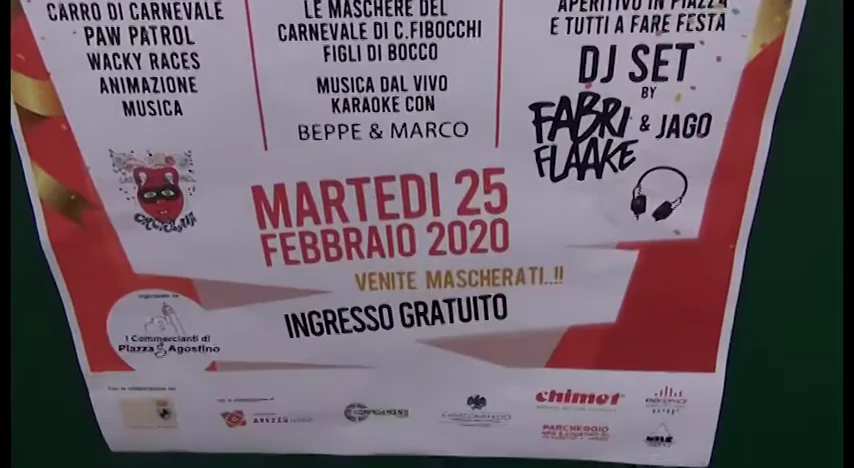 CARRO DI CARNEVALE
PAW PATROL
WACKY RACES
ANIMAZIONE
MUSICA
LE MASCHERE DEL
CARNEVALE DI C.FIBOCCHI
FIGLI DI BOCCO
MUSICA DAL VIVO
KARAOKE CON
BEPPE & MARCO
APERITIVO IN PIAZZA
E TUTTI A FARE FESTA
DJ SET
BY
FABRI
FLAAKE
& JAGO
MARTEDI 25
FEBBRAIO 2020
VENITE MASCHERATI..!!
INGRESSO GRATUITO
I Commercianti di
Piazza S.Agostino
chimet
PARCHEGGIO